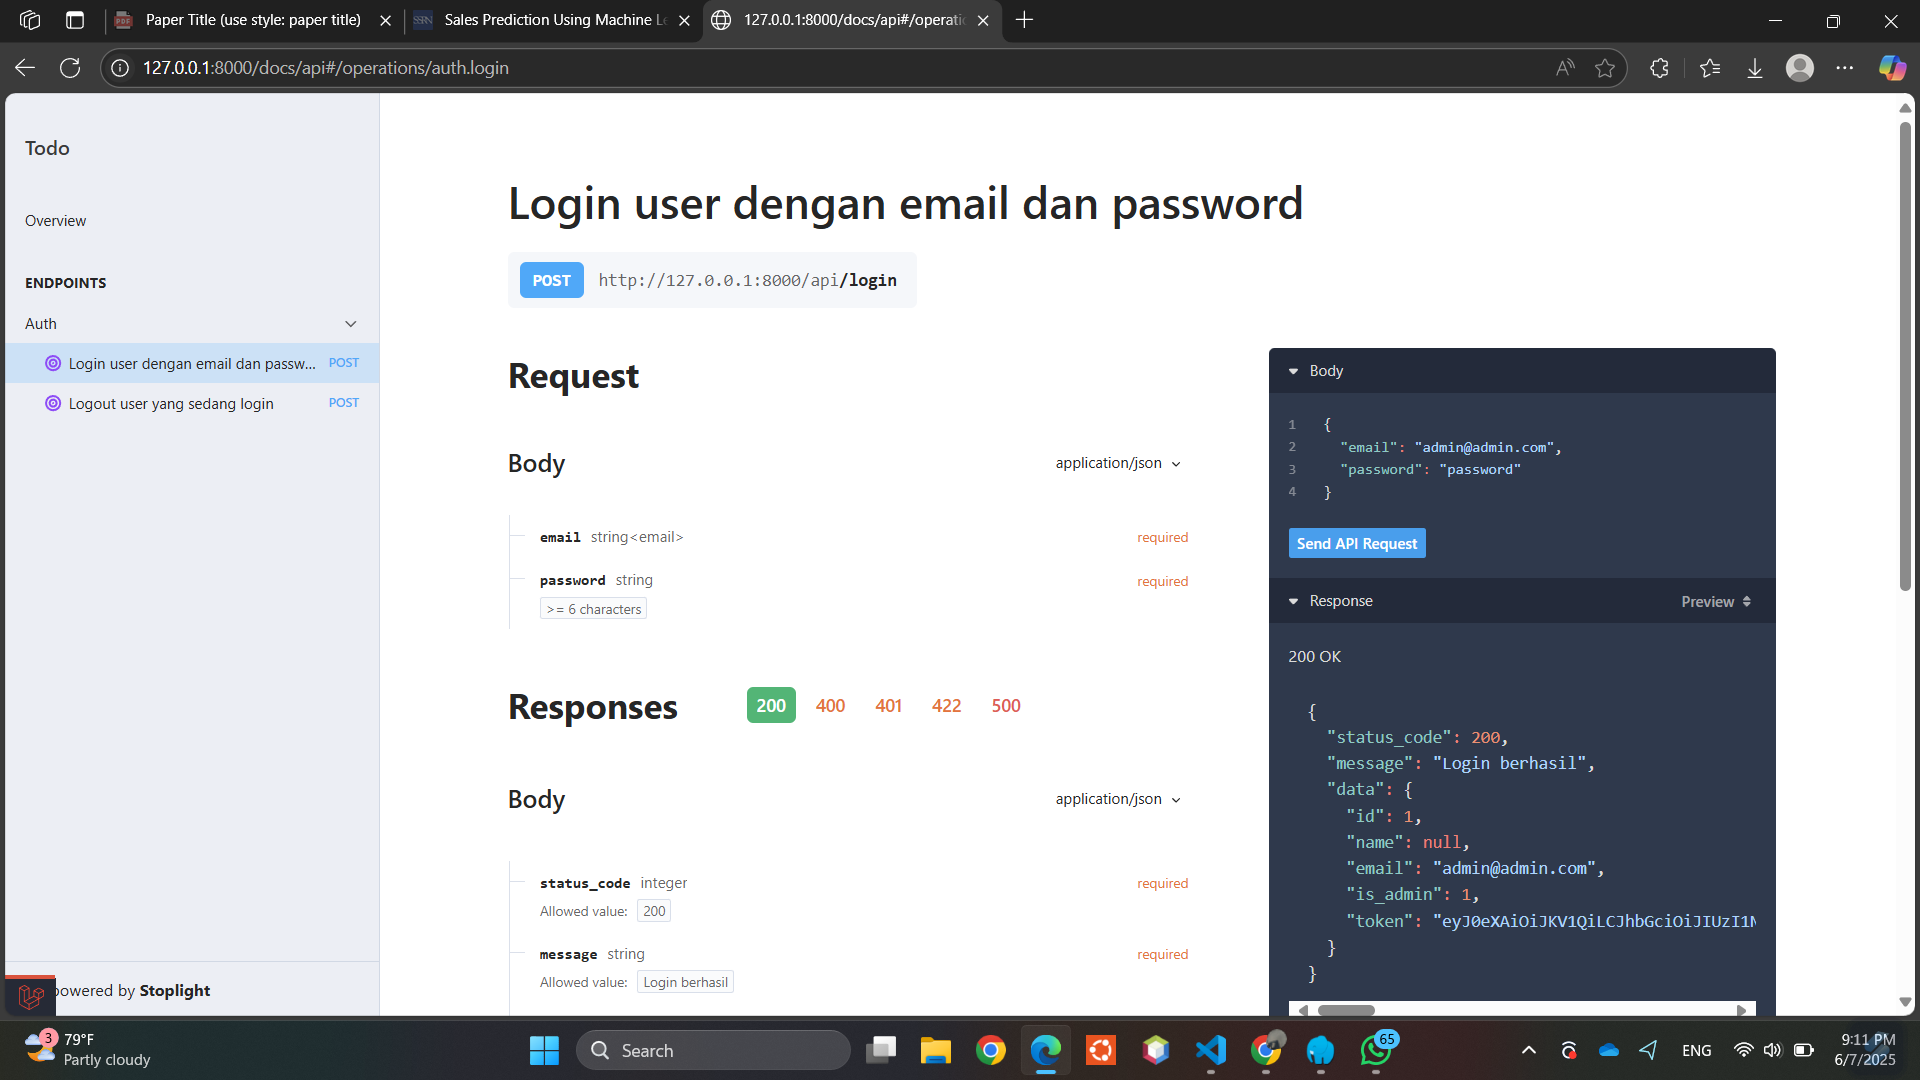 Paper Title (use style: paper title)
Sales Prediction Using Machine Le
127.0.0.1:8000/docs/api#/operatio
127.0.0.1:8000/docs/api#/operations/auth.login
Todo
Overview
ENDPOINTS
Auth
Login user dengan email dan passw... POST
Logout user yang sedang login POST
powered by Stoplight
Login user dengan email dan password
POST http://127.0.0.1:8000/api/login
Request
Body application/json
email string<email> required
password string required
>= 6 characters
Responses 200 400 401 422 500
Body application/json
status_code integer required
Allowed value: 200
message string required
Allowed value: Login berhasil
Body
1 {
2 "email": "admin@admin.com",
3 "password": "password"
4 }
Send API Request
Response Preview
200 OK
{
"status_code": 200,
"message": "Login berhasil",
"data": {
"id": 1,
"name": null,
"email": "admin@admin.com",
"is_admin": 1,
"token": "eyJ0eXAiOiJKV1QiLCJhbGciOiJIUzI1N
}
}
3
79°F
Partly cloudy
Search
65
ENG
9:11 PM
6/7/2025